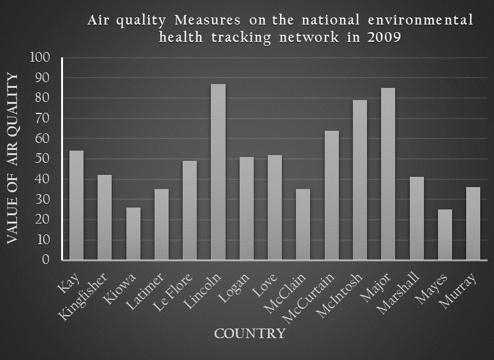 Air quality Measures on the national environmental
health tracking network in 2009
VALUE OF AIR QUALITY
100
90
80
70
60
50
40
30
20
10
0
Kay
Kingfisher
Kiowa
Latimer
Le Flore
Lincoln
Logan
Love
McClain
McCurtain
McIntosh
Major
Marshall
Mayes
Murray
COUNTRY